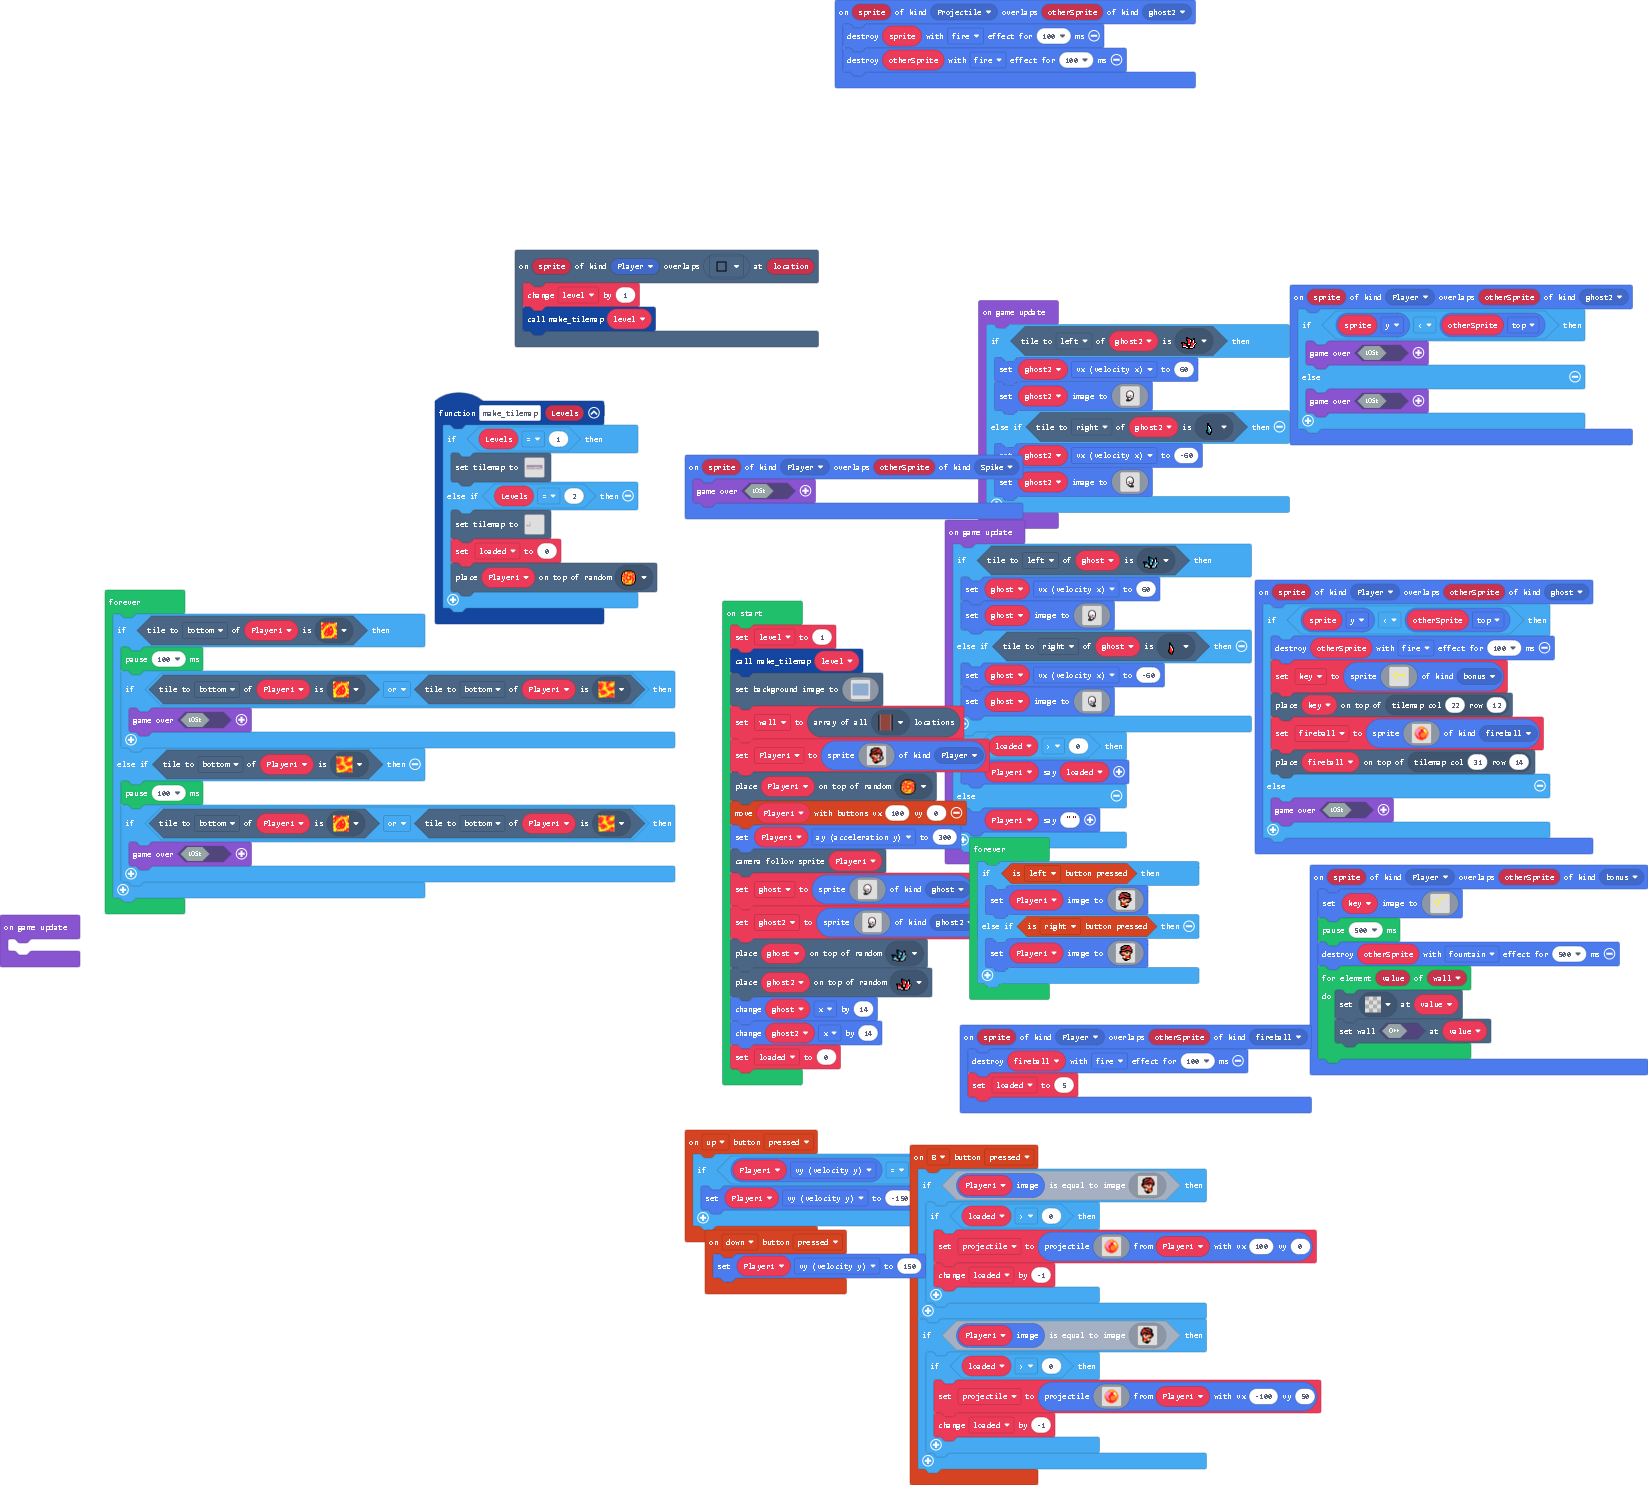 on sprite of kind Projectile overlaps otherSprite of kind ghost2
destroy sprite with fire effect for 100 ms
destroy otherSprite with fire effect for 100 ms
on sprite of kind Player overlaps at location
change level by 1
call make_tilemap level
function make_tilemap Levels
if Levels = 1 then
set tilemap to
else if Levels = 2 then
set tilemap to
set loaded to 0
place Player1 on top of random
on game update
if tile to left of ghost2 is then
set ghost2 vx (velocity x) to 60
set ghost2 image to
else if tile to right of ghost2 is then
set ghost2 vx (velocity x) to -60
set ghost2 image to
on sprite of kind Player overlaps otherSprite of kind ghost2
if sprite y < otherSprite top then
game over LOSE
else
game over LOSE
on sprite of kind Player overlaps otherSprite of kind Spike
game over LOSE
on game update
if tile to left of ghost is then
set ghost vx (velocity x) to 60
set ghost image to
else if tile to right of ghost is then
set ghost vx (velocity x) to -60
set ghost image to
loaded > 0 then
Player1 say loaded
else
Player1 say " "
on sprite of kind Player overlaps otherSprite of kind ghost
if sprite y < otherSprite top then
destroy otherSprite with fire effect for 100 ms
set key to sprite of kind bonus
place key on top of tilemap col 22 row 12
set fireball to sprite of kind fireball
place fireball on top of tilemap col 31 row 14
else
game over LOSE
forever
if tile to bottom of Player1 is then
pause 100 ms
if tile to bottom of Player1 is or tile to bottom of Player1 is then
game over LOSE
else if tile to bottom of Player1 is then
pause 100 ms
if tile to bottom of Player1 is or tile to bottom of Player1 is then
game over LOSE
on game update
on start
set level to 1
call make_tilemap level
set background image to
set wall to array of all locations
set Player1 to sprite of kind Player
place Player1 on top of random
move Player1 with buttons vx 100 vy 0
set Player1 ay (acceleration y) to 300
camera follow sprite Player1
set ghost to sprite of kind ghost
set ghost2 to sprite of kind ghost2
place ghost on top of random
place ghost2 on top of random
change ghost x by 14
change ghost2 x by 14
set loaded to 0
forever
if is left button pressed then
set Player1 image to
else if is right button pressed then
set Player1 image to
on sprite of kind Player overlaps otherSprite of kind bonus
set key image to
pause 500 ms
destroy otherSprite with fountain effect for 500 ms
for element value of wall
do set at value
set wall OFF at value
on sprite of kind Player overlaps otherSprite of kind fireball
destroy fireball with fire effect for 100 ms
set loaded to 5
on up button pressed
if Player1 vy (velocity y) =
set Player1 vy (velocity y) to -150
on down button pressed
set Player1 vy (velocity y) to 150
on B button pressed
if Player1 image is equal to image then
if loaded > 0 then
set projectile to projectile from Player1 with vx 100 vy 0
change loaded by -1
if Player1 image is equal to image then
if loaded > 0 then
set projectile to projectile from Player1 with vx -100 vy 50
change loaded by -1